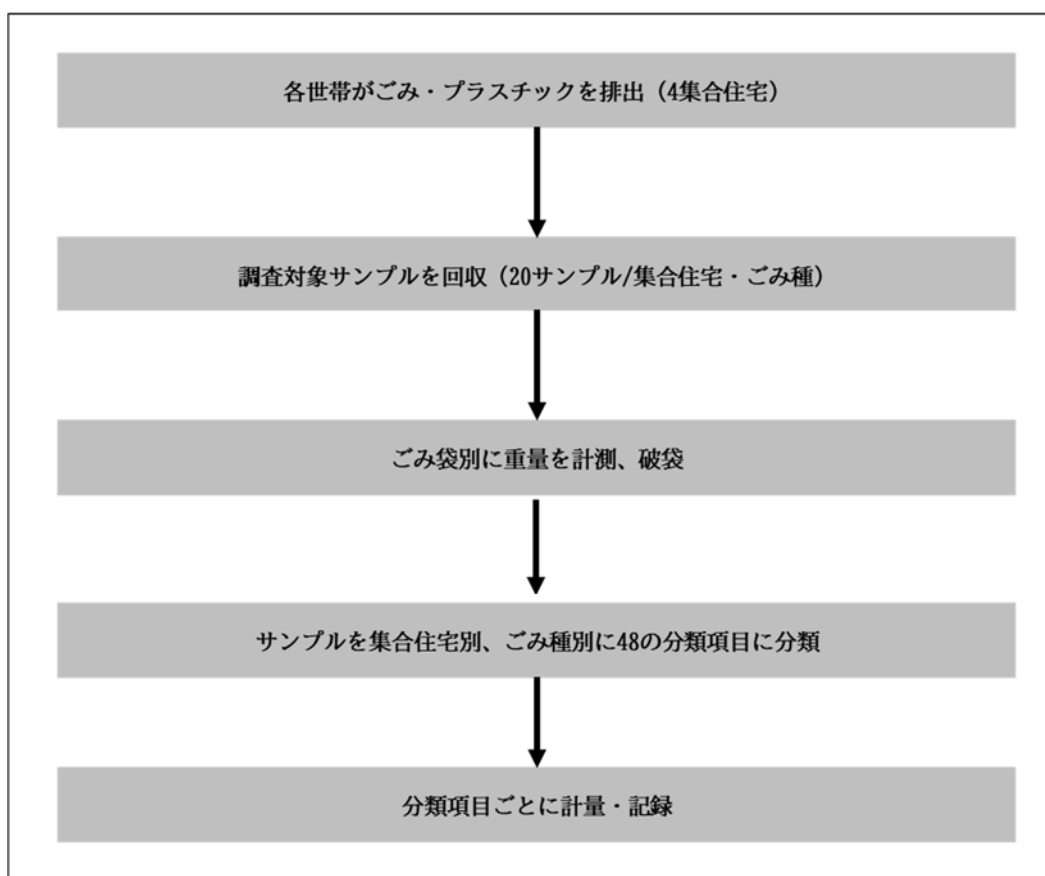 各世帯がごみ・プラスチックを排出（4集合住宅）
調査対象サンプルを回収（20サンプル/集合住宅・ごみ種）
ごみ袋別に重量を計測、破袋
サンプルを集合住宅別、ごみ種別に48の分類項目に分類
分類項目ごとに計量・記録